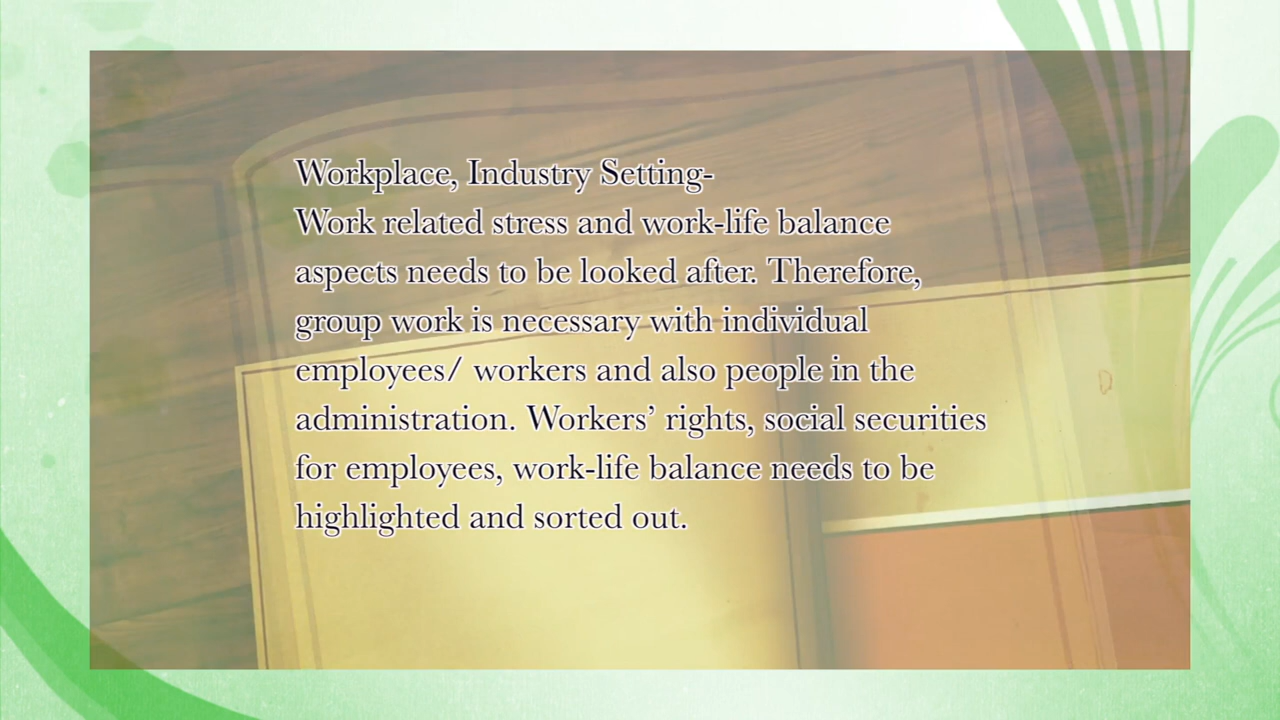 Workplace, Industry Setting-
Work related stress and work-life balance
aspects needs to be looked after. Therefore,
group work is necessary with individual
employees/ workers and also people in the
administration. Workers’ rights, social securities
for employees, work-life balance needs to be
highlighted and sorted out.